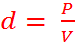 d = P/V